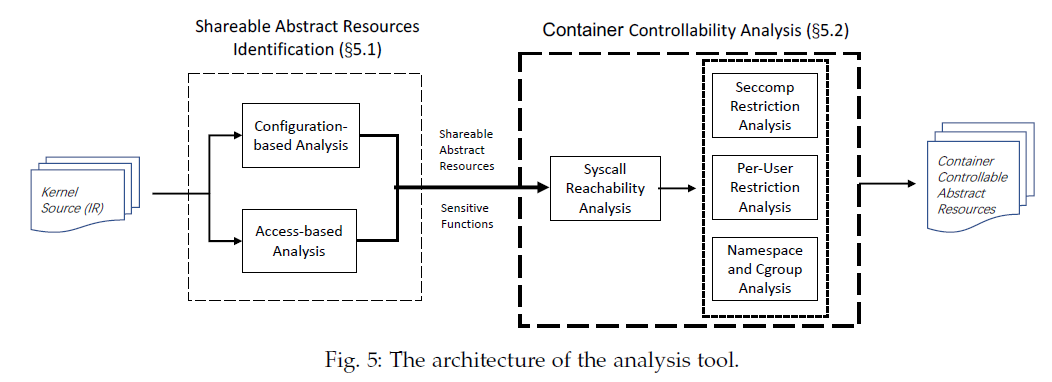 Shareable Abstract Resources
Identification (§5.1)
Container Controllability Analysis (§5.2)
Kernel
Source (IR)
Configuration-
based Analysis
Access-based
Analysis
Shareable
Abstract
Resources
Sensitive
Functions
Syscall
Reachability
Analysis
Seccomp
Restriction
Analysis
Per-User
Restriction
Analysis
Namespace
and Cgroup
Analysis
Container
Controllable
Abstract
Resources
Fig. 5: The architecture of the analysis tool.